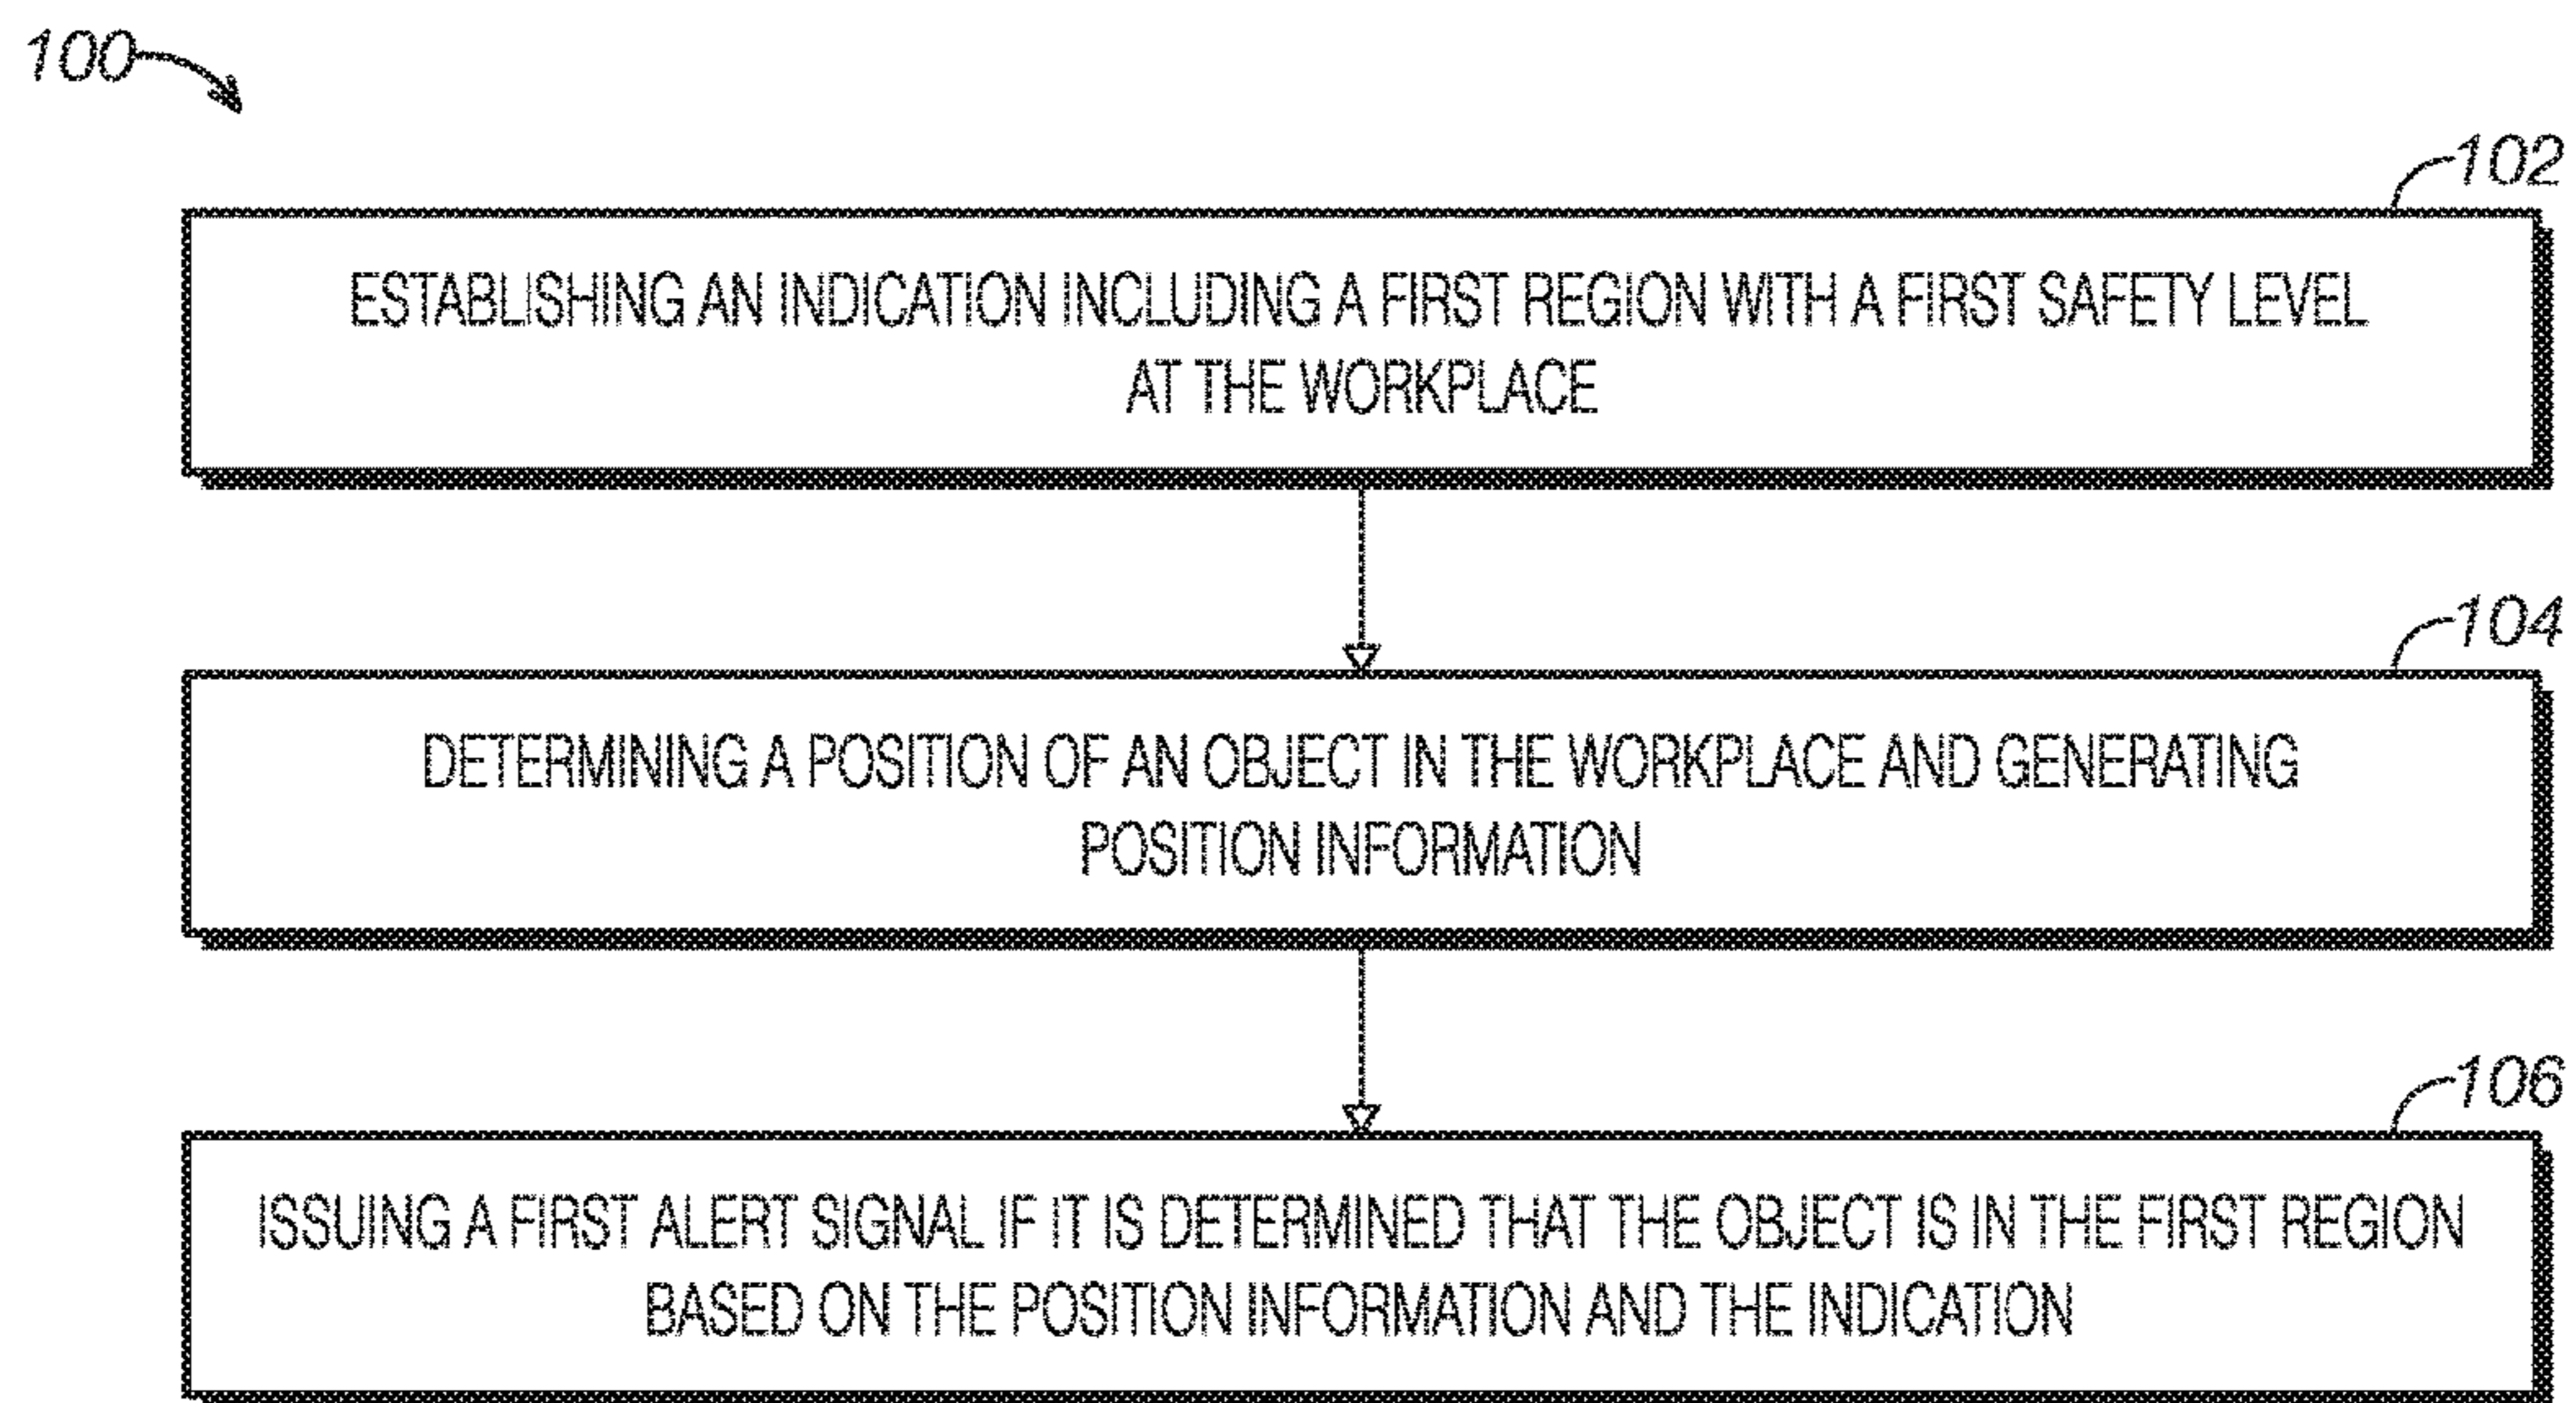 100
102
ESTABLISHING AN INDICATION INCLUDING A FIRST REGION WITH A FIRST SAFETY LEVEL
AT THE WORKPLACE
104
DETERMINING A POSITION OF AN OBJECT IN THE WORKPLACE AND GENERATING
POSITION INFORMATION
106
ISSUING A FIRST ALERT SIGNAL IF IT IS DETERMINED THAT THE OBJECT IS IN THE FIRST REGION
BASED ON THE POSITION INFORMATION AND THE INDICATION